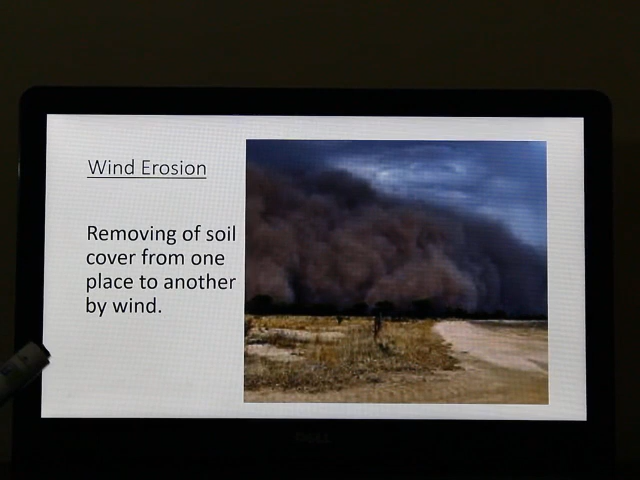 Wind Erosion
Removing of soil
cover from one
place to another
by wind.
DELL